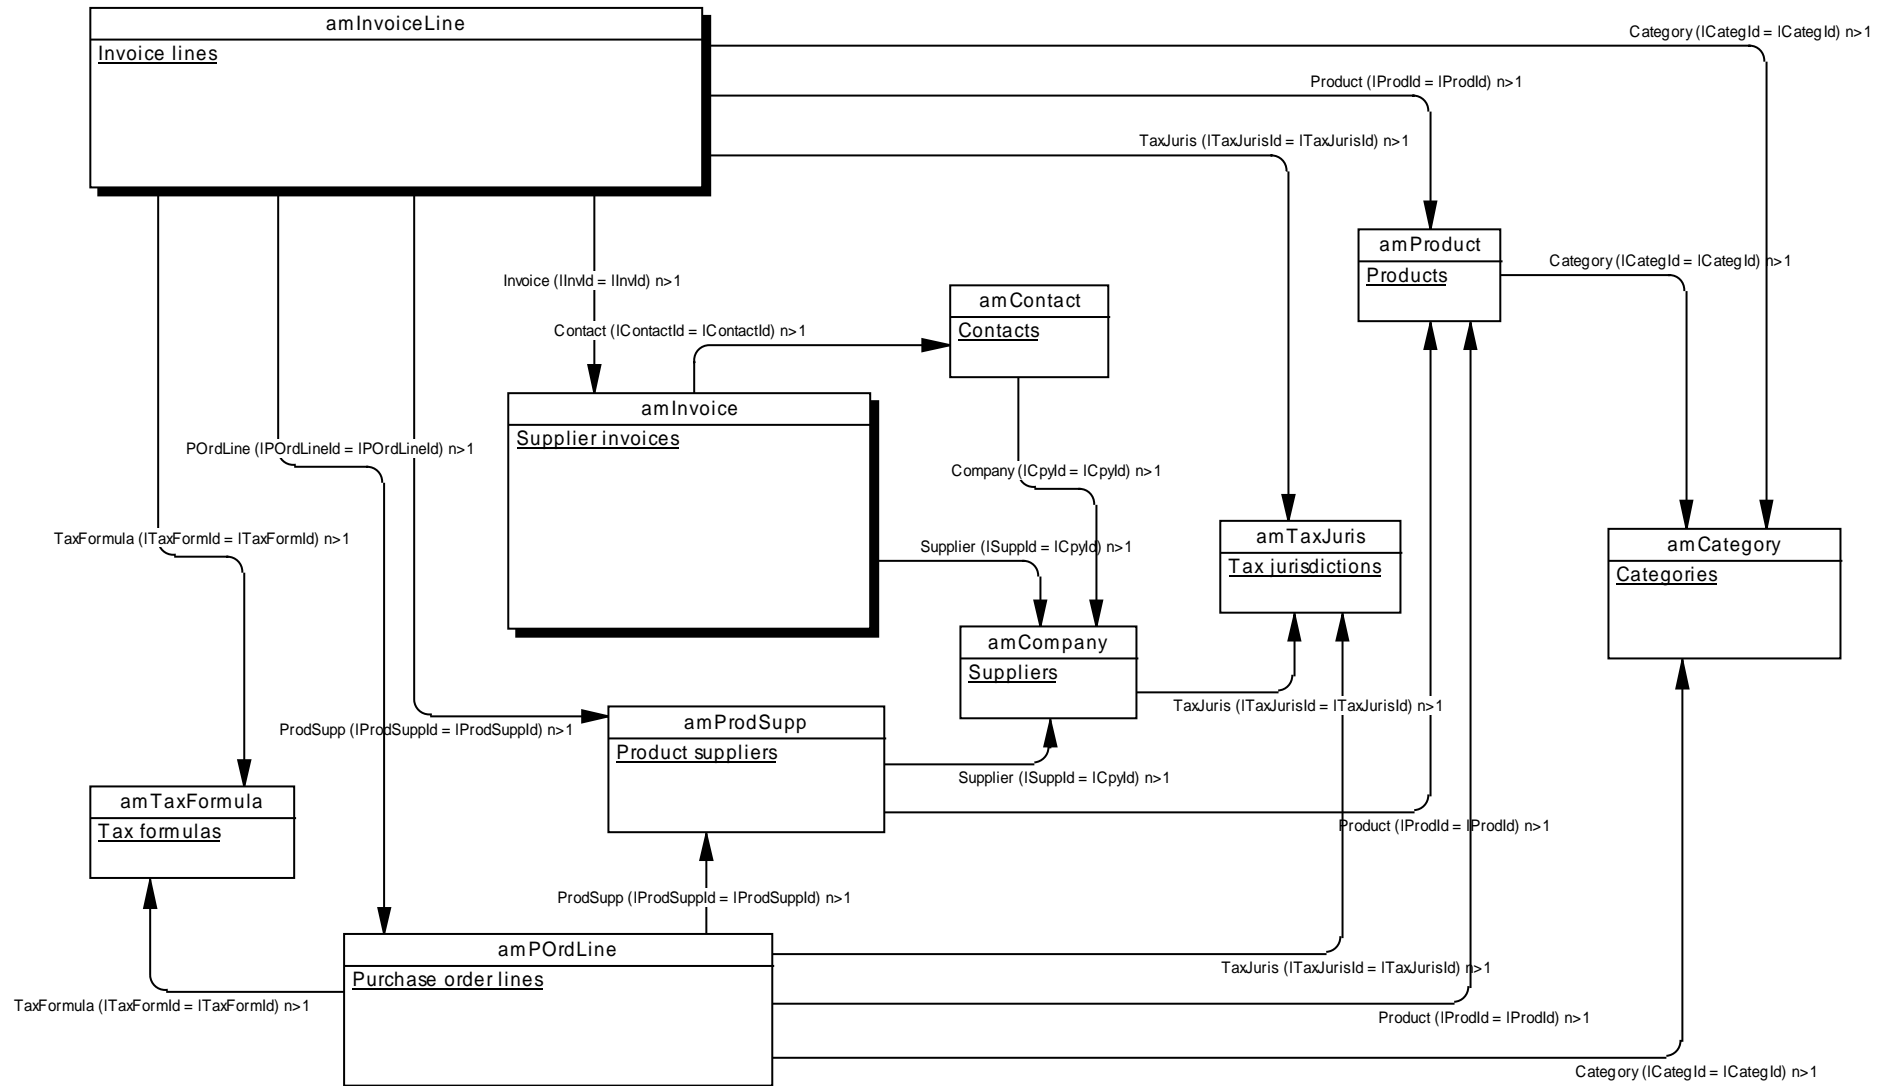 amInvoiceLine
Invoice lines
Category (lCategId = lCategId) n>1
Product (lProdId = lProdId) n>1
TaxJuris (lTaxJurisId = lTaxJurisId) n>1
amProduct
Products
Category (lCategId = lCategId) n>1
Invoice (lInvId = lInvId) n>1
amContact
Contacts
Contact (lContactId = lContactId) n>1
amInvoice
Supplier invoices
POrdLine (lPOrdLineId = lPOrdLineId) n>1
Company (lCpyId = lCpyId) n>1
TaxFormula (lTaxFormId = lTaxFormId) n>1
Supplier (lSuppId = lCpyId) n>1
amTaxJuris
Tax jurisdictions
amCategory
Categories
amCompany
Suppliers
TaxJuris (lTaxJurisId = lTaxJurisId) n>1
amProdSupp
Product suppliers
ProdSupp (lProdSuppId = lProdSuppId) n>1
Supplier (lSuppId = lCpyId) n>1
amTaxFormula
Tax formulas
Product (lProdId = lProdId) n>1
ProdSupp (lProdSuppId = lProdSuppId) n>1
amPOrdLine
Purchase order lines
TaxJuris (lTaxJurisId = lTaxJurisId) n>1
TaxFormula (lTaxFormId = lTaxFormId) n>1
Product (lProdId = lProdId) n>1
Category (lCategId = lCategId) n>1